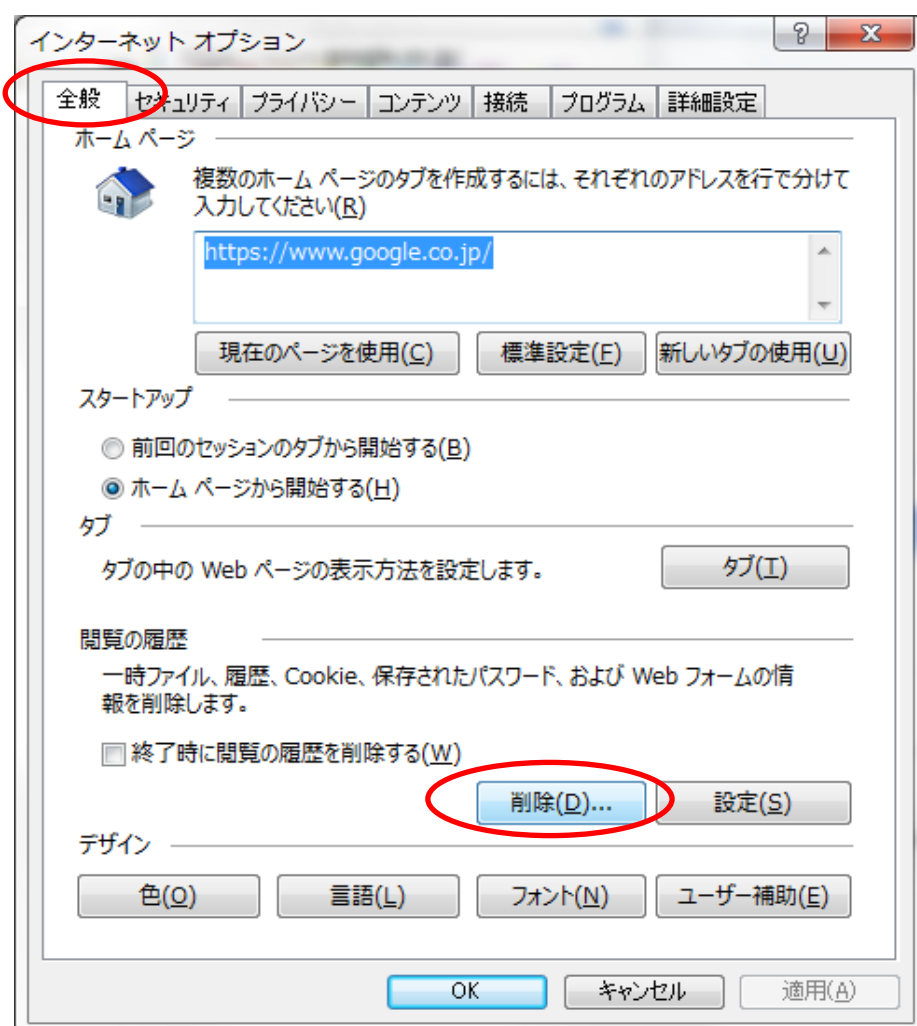 インターネット オプション
全般 セキュリティ プライバシー コンテンツ 接続 プログラム 詳細設定
ホーム ページ
複数のホーム ページのタブを作成するには、それぞれのアドレスを行で分けて
入力してください(R)
https://www.google.co.jp/
現在のページを使用(C) 標準設定(F) 新しいタブの使用(U)
スタートアップ
前回のセッションのタブから開始する(B)
ホーム ページから開始する(H)
タブ
タブの中の Web ページの表示方法を設定します。 タブ(T)
閲覧の履歴
一時ファイル、履歴、Cookie、保存されたパスワード、および Web フォームの情
報を削除します。
終了時に閲覧の履歴を削除する(W)
削除(D)... 設定(S)
デザイン
色(O) 言語(L) フォント(N) ユーザー補助(E)
OK キャンセル 適用(A)